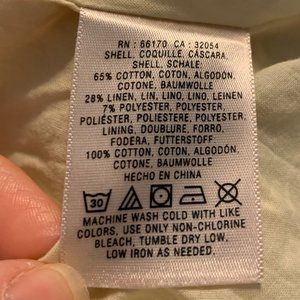 RN : 66170 CA : 32054
SHELL, COQUILLE, CÁSCARA,
SHELL, SCHALE:
65% COTTON, COTON, ALGODÓN,
COTONE, BAUMWOLLE
28% LINEN, LIN, LINO, LINO, LEINEN
7% POLYESTER, POLYESTER,
POLIÉSTER, POLIESTERE, POLYESTER
LINING, DOUBLURE, FORRO,
FODERA, FUTTERSTOFF:
100% COTTON, COTON, ALGODÓN,
COTONE, BAUMWOLLE
HECHO EN CHINA
30
MACHINE WASH COLD WITH LIKE
COLORS, USE ONLY NON-CHLORINE
BLEACH, TUMBLE DRY LOW,
LOW IRON AS NEEDED.